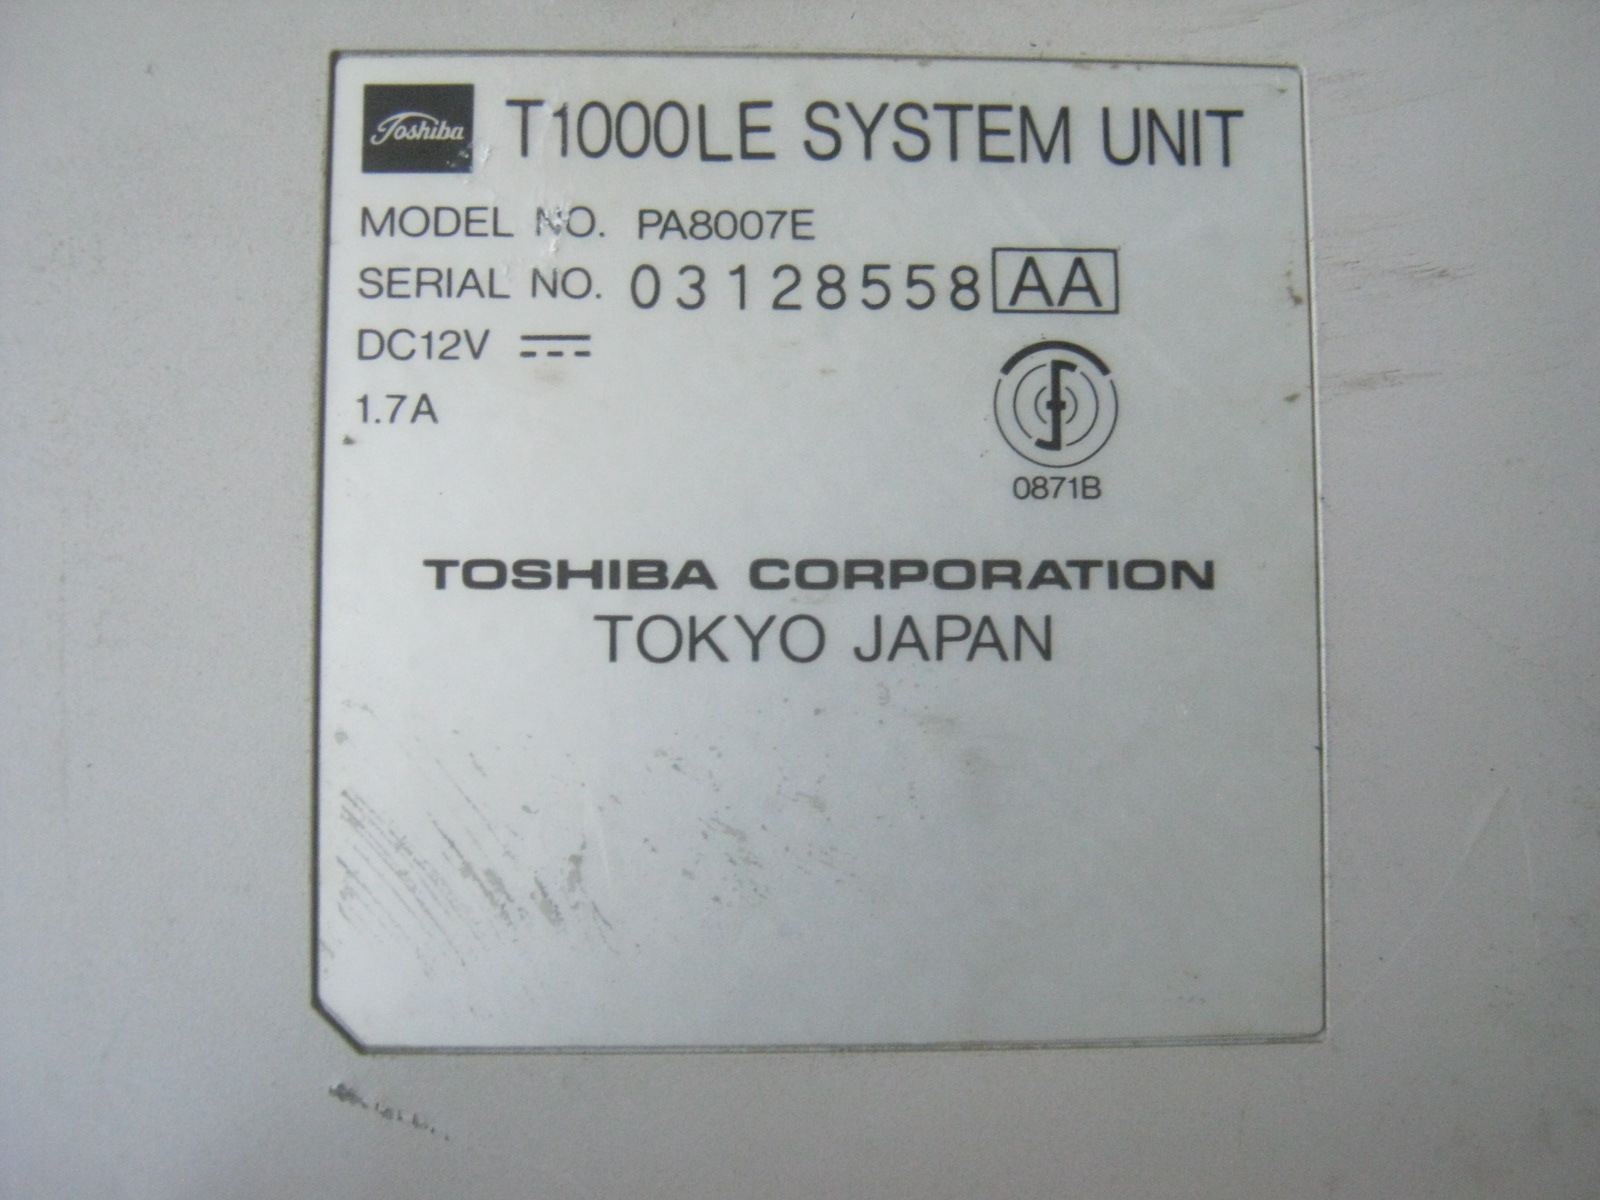 Toshiba T1000LE SYSTEM UNIT
MODEL NO. PA8007E
SERIAL NO. 03128558 AA
DC12V
1.7A
0871B
TOSHIBA CORPORATION
TOKYO JAPAN